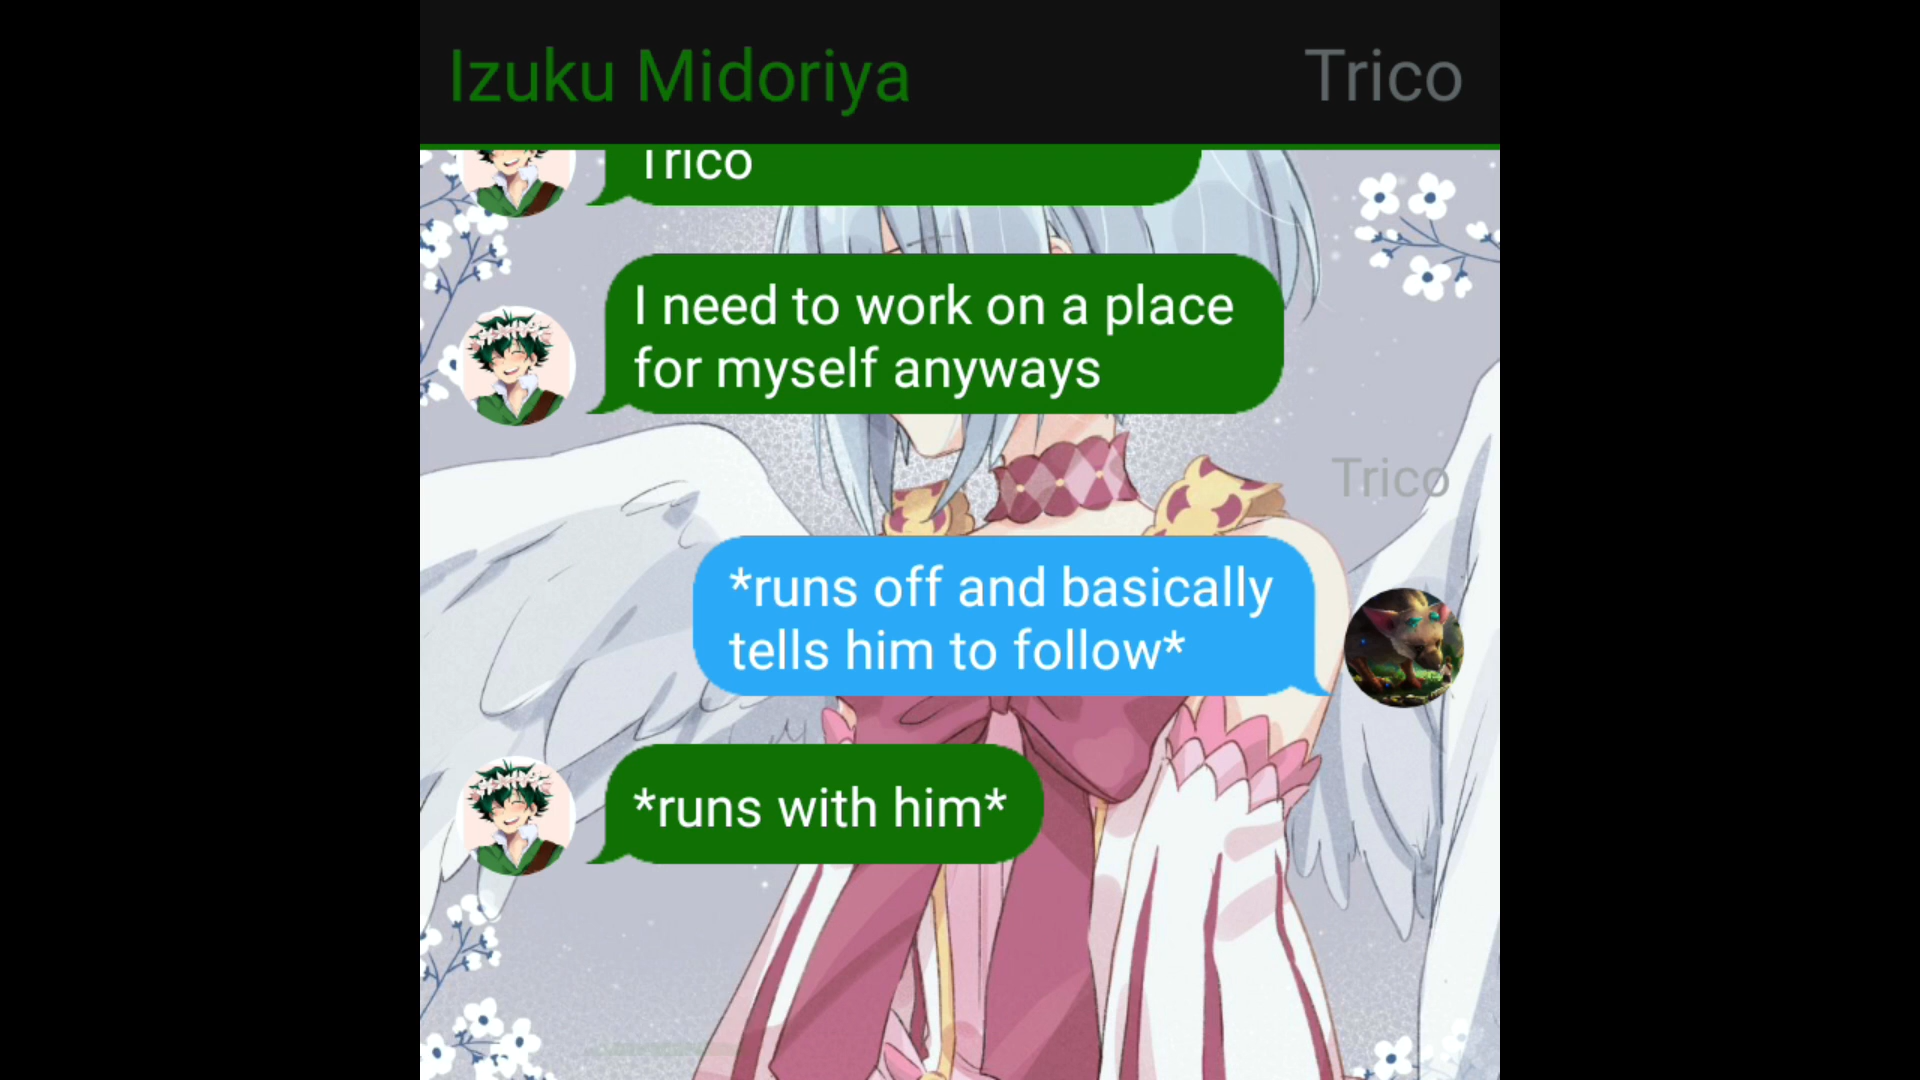 Izuku Midoriya Trico
Trico
I need to work on a place
for myself anyways
Trico
*runs off and basically
tells him to follow*
*runs with him*